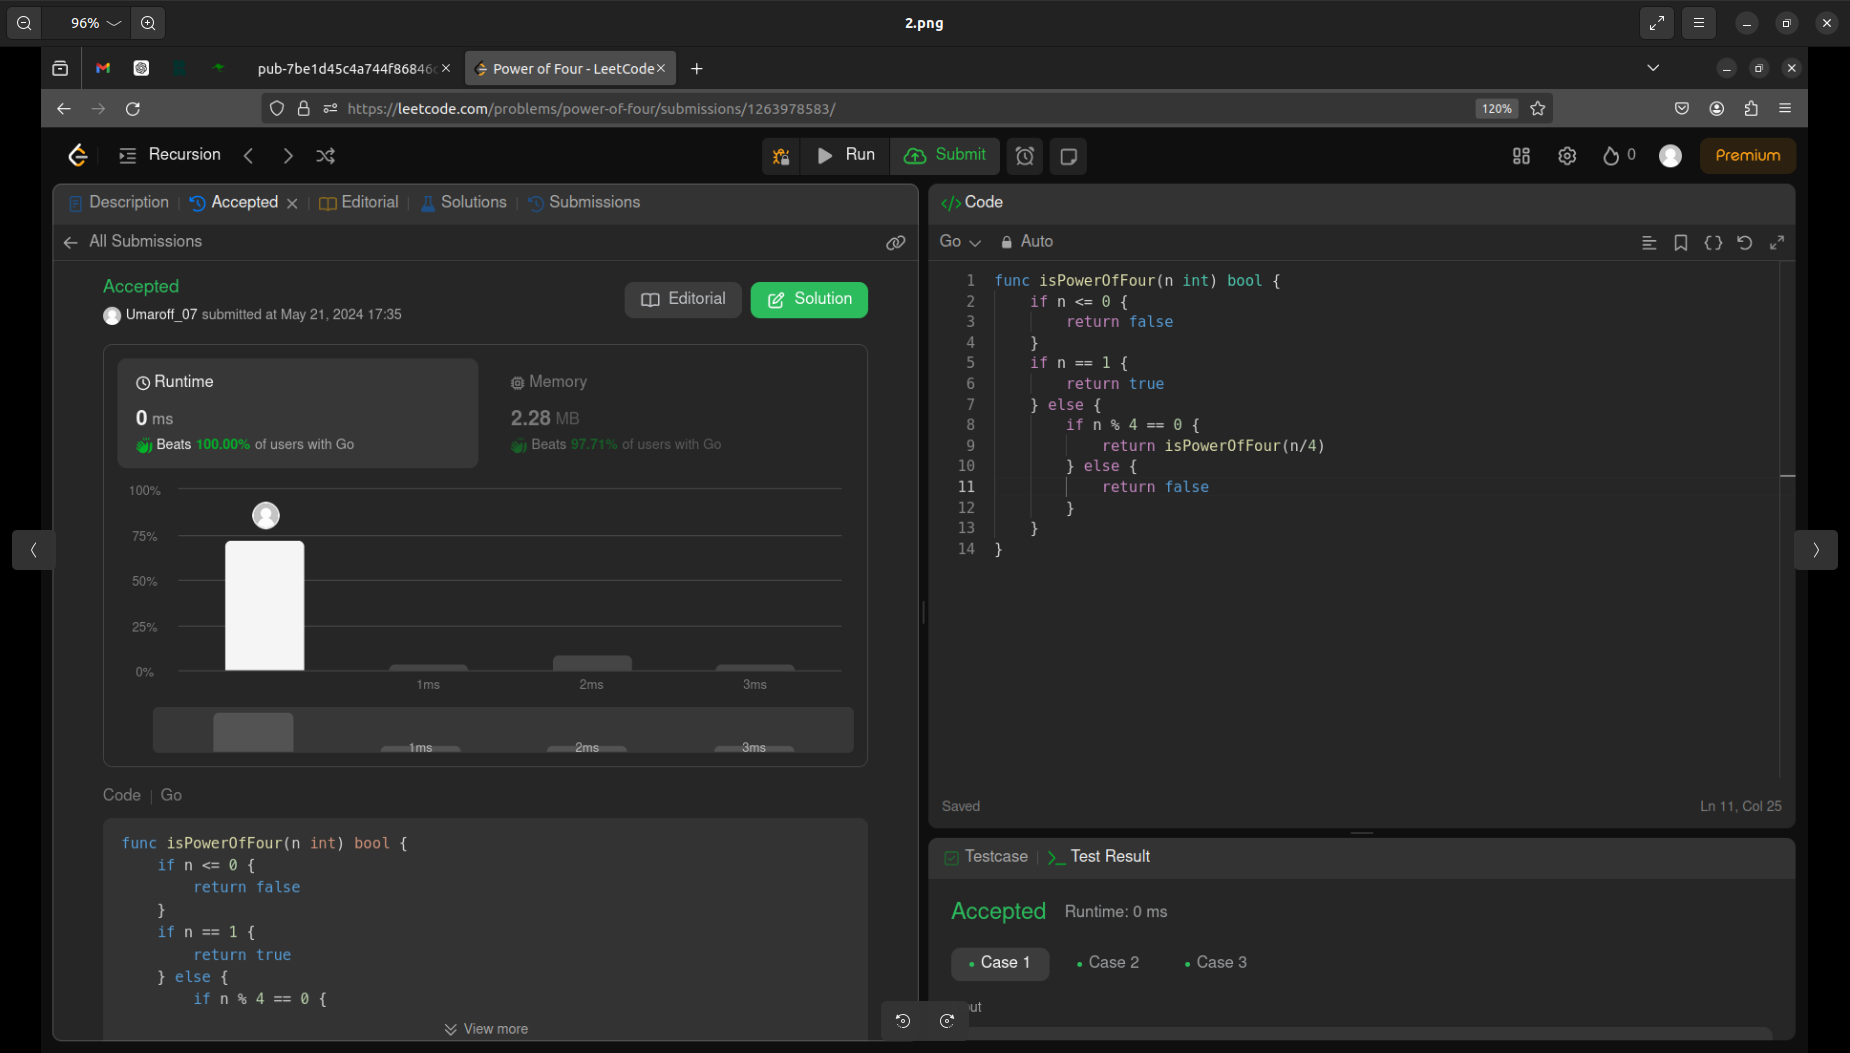 96%
2.png
pub-7be1d45c4a744f86846
Power of Four - LeetCode
https://leetcode.com/problems/power-of-four/submissions/1263978583/
120%
Recursion
Run
Submit
0
Premium
Description
Accepted
Editorial
Solutions
Submissions
All Submissions
Accepted
Umaroff_07 submitted at May 21, 2024 17:35
Editorial
Solution
Runtime
0 ms
Beats 100.00% of users with Go
Memory
2.28 MB
Beats 97.71% of users with Go
100%
75%
50%
25%
0%
1ms
2ms
3ms
1ms
2ms
3ms
Code | Go
func isPowerOfFour(n int) bool {
if n <= 0 {
return false
}
if n == 1 {
return true
} else {
if n % 4 == 0 {
View more
</> Code
Go
Auto
1 func isPowerOfFour(n int) bool {
2 if n <= 0 {
3 return false
4 }
5 if n == 1 {
6 return true
7 } else {
8 if n % 4 == 0 {
9 return isPowerOfFour(n/4)
10 } else {
11 return false
12 }
13 }
14 }
Saved
Ln 11, Col 25
Testcase
Test Result
Accepted
Runtime: 0 ms
Case 1
Case 2
Case 3